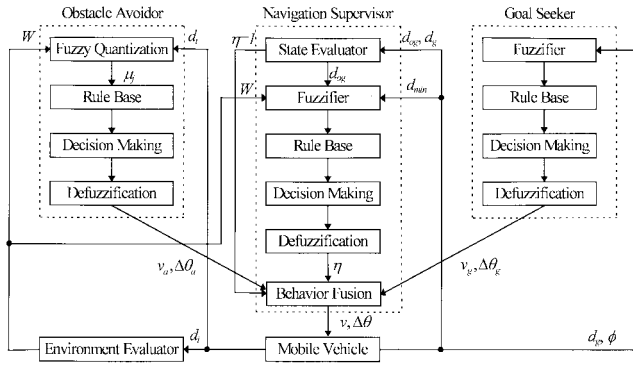 Obstacle Avoidor
Navigation Supervisor
Goal Seeker
W
Fuzzy Quantization
d_i
η=1
State Evaluator
d_og, d_g
Fuzzifier
μ_j
d_og
Rule Base
W
Fuzzifier
d_min
Rule Base
Decision Making
Rule Base
Decision Making
Defuzzification
Decision Making
Defuzzification
Defuzzification
v_a, Δθ_a
η
v_g, Δθ_g
Behavior Fusion
v, Δθ
Environment Evaluator
d_i
Mobile Vehicle
d_g, φ